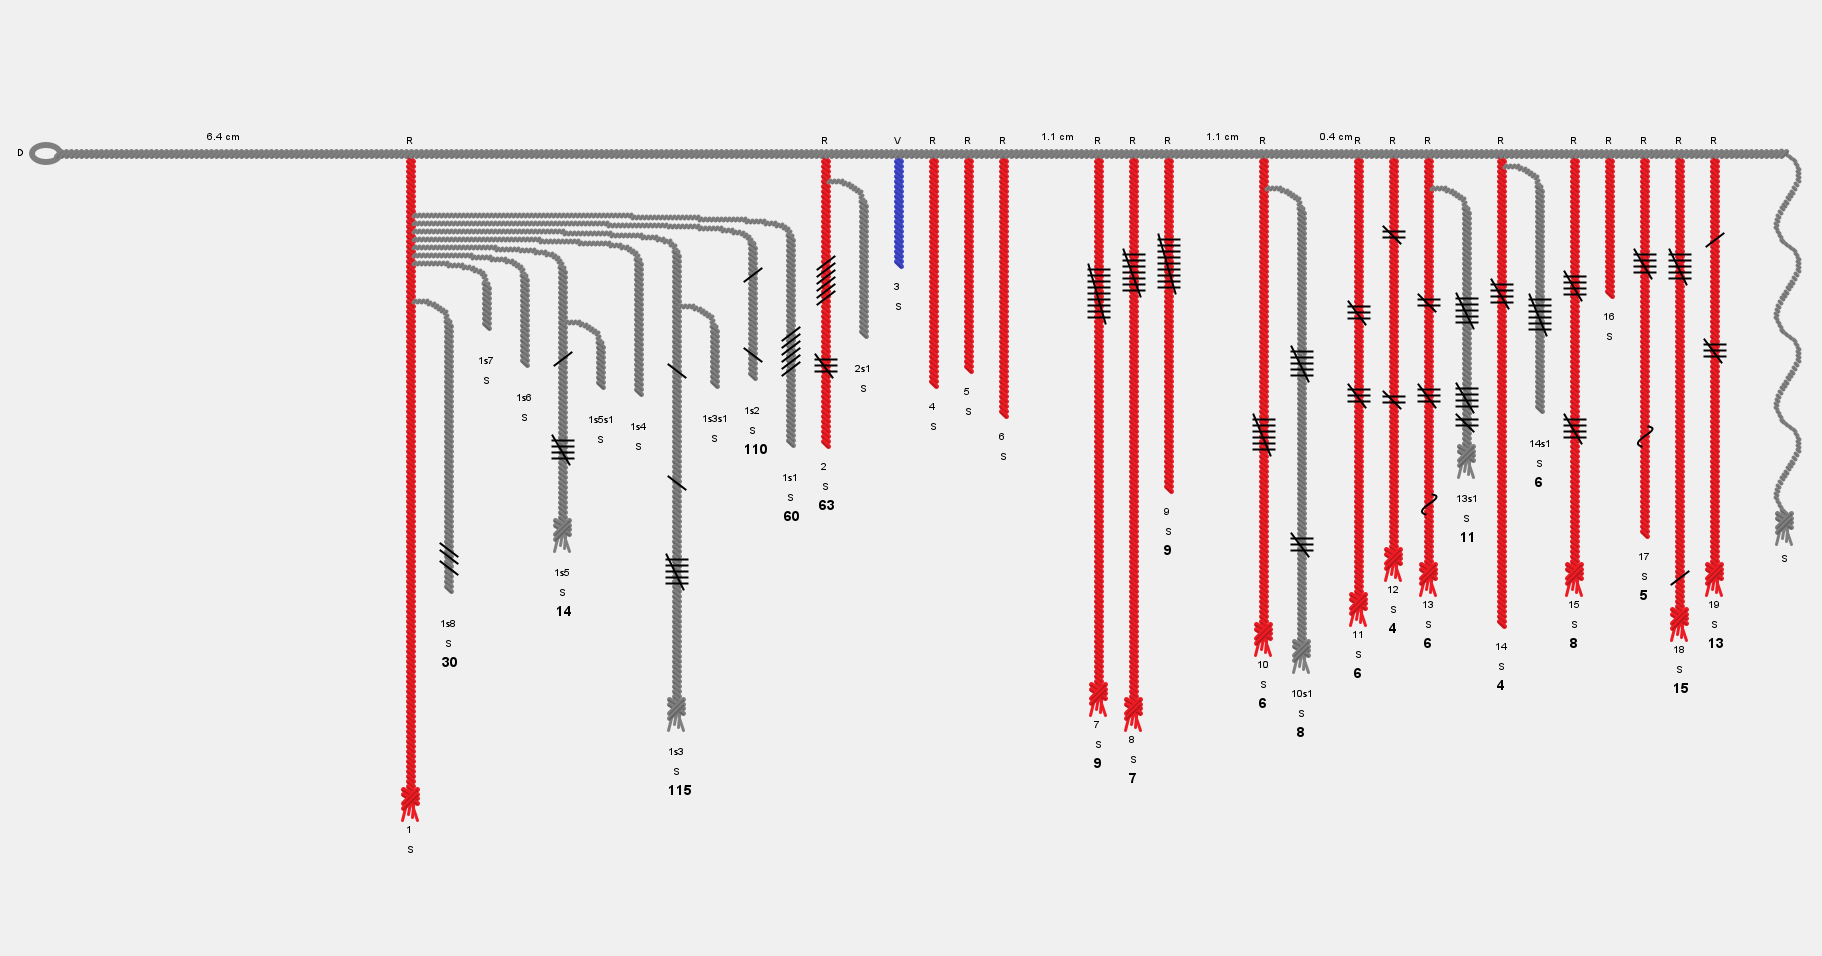 6.4 cm 1.1 cm 1.1 cm 0.4 cm
D R R V R R R R R R R R R R R R R R R R
3
S
16
S
1s7
S
2s1
S
4
S
5
S
1s6
S
1s5s1
S
1s4
S
1s3s1
S
1s2
S
110
6
S
14s1
S
6
1s1
S
60
2
S
63
13s1
S
11
9
S
9
17
S
5
S
1s5
S
14
12
S
4
13
S
6
15
S
8
19
S
13
1s8
S
30
11
S
6
14
S
4
18
S
15
10
S
6
10s1
S
8
7
S
9
8
S
7
1s3
S
115
1
S